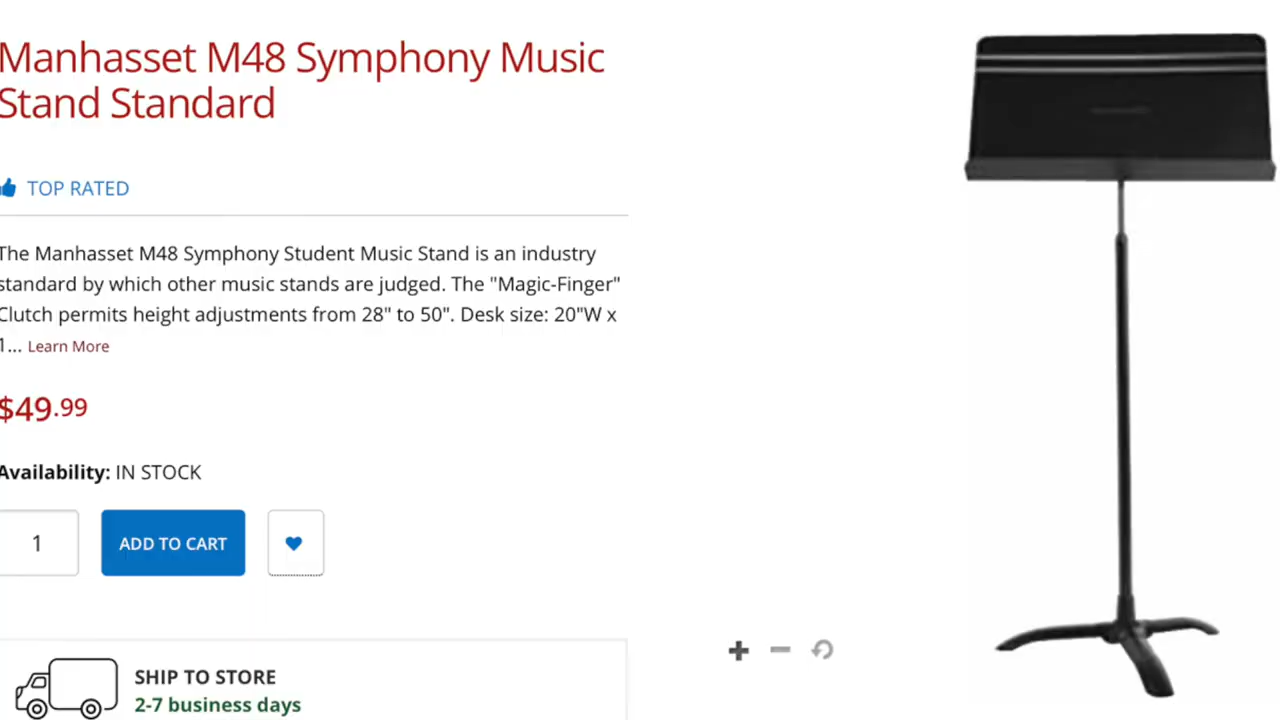 Manhasset M48 Symphony Music
Stand Standard
TOP RATED
The Manhasset M48 Symphony Student Music Stand is an industry
standard by which other music stands are judged. The "Magic-Finger"
Clutch permits height adjustments from 28" to 50". Desk size: 20"W x
1... Learn More
$49.99
Availability: IN STOCK
1
ADD TO CART
SHIP TO STORE
2-7 business days